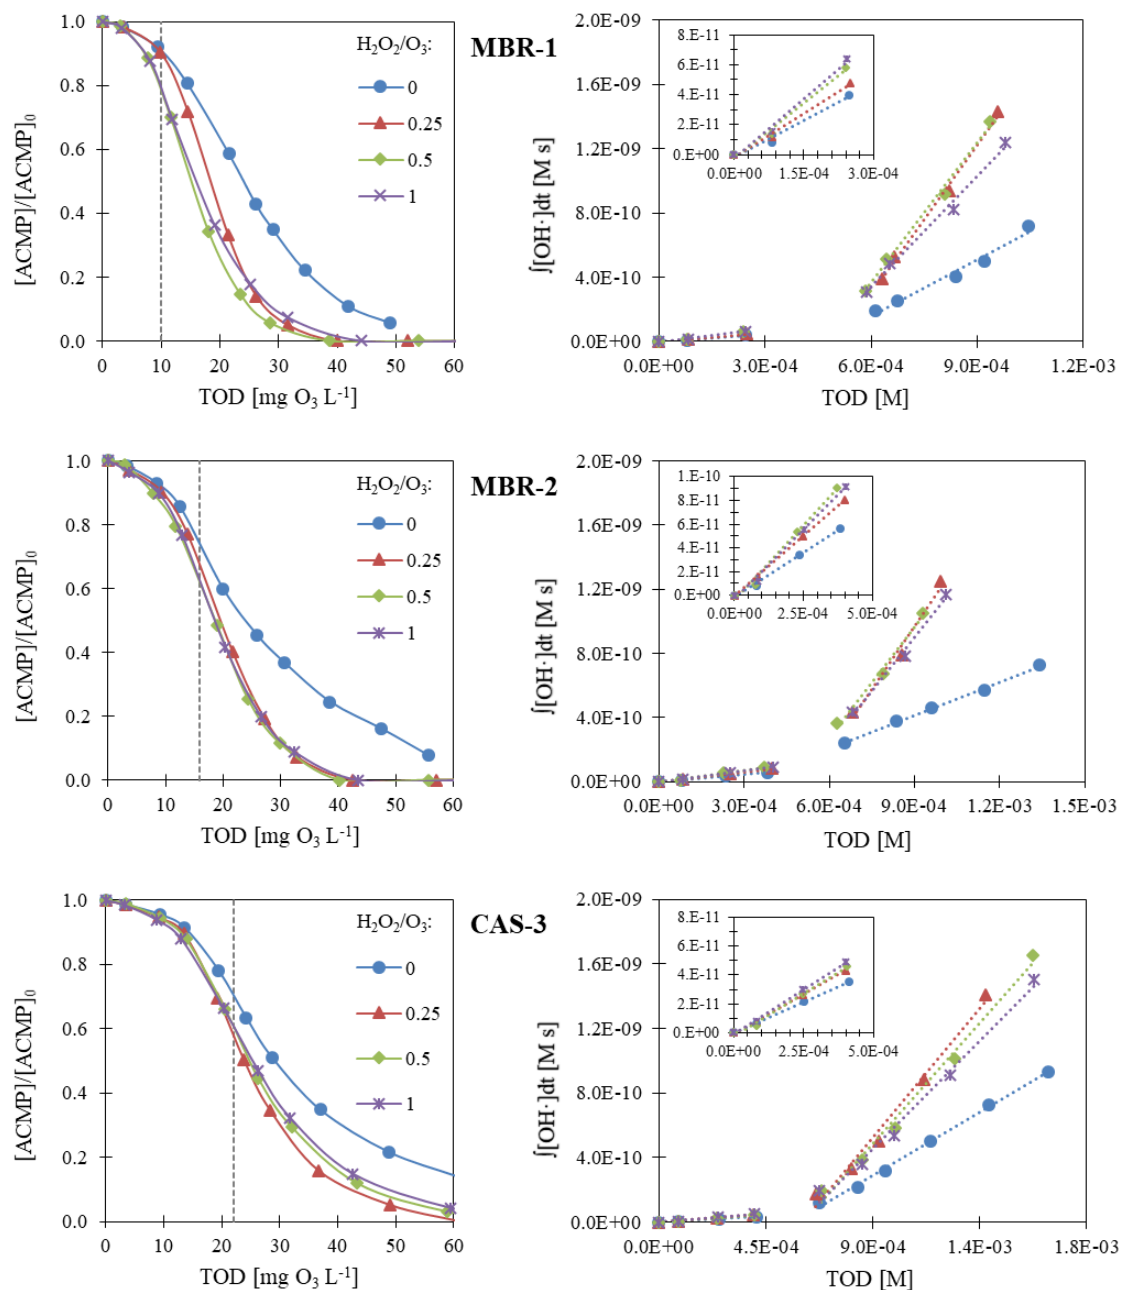 MBR-1
[ACMP]/[ACMP]₀
1.0
0.8
0.6
0.4
0.2
0.0
0 10 20 30 40 50 60
TOD [mg O₃ L⁻¹]
H₂O₂/O₃:
0
0.25
0.5
1
∫[OH·]dt [M s]
2.0E-09
1.6E-09
1.2E-09
8.0E-10
4.0E-10
0.0E+00
0.0E+00 3.0E-04 6.0E-04 9.0E-04 1.2E-03
TOD [M]
8.E-11
6.E-11
4.E-11
2.E-11
0.E+00
0.0E+00 1.5E-04 3.0E-04
MBR-2
[ACMP]/[ACMP]₀
1.0
0.8
0.6
0.4
0.2
0.0
0 10 20 30 40 50 60
TOD [mg O₃ L⁻¹]
H₂O₂/O₃:
0
0.25
0.5
1
∫[OH·]dt [M s]
2.0E-09
1.6E-09
1.2E-09
8.0E-10
4.0E-10
0.0E+00
0.0E+00 3.0E-04 6.0E-04 9.0E-04 1.2E-03 1.5E-03
TOD [M]
1.E-10
8.E-11
6.E-11
4.E-11
2.E-11
0.E+00
0.0E+00 2.5E-04 5.0E-04
CAS-3
[ACMP]/[ACMP]₀
1.0
0.8
0.6
0.4
0.2
0.0
0 10 20 30 40 50 60
TOD [mg O₃ L⁻¹]
H₂O₂/O₃:
0
0.25
0.5
1
∫[OH·]dt [M s]
2.0E-09
1.6E-09
1.2E-09
8.0E-10
4.0E-10
0.0E+00
0.0E+00 4.5E-04 9.0E-04 1.4E-03 1.8E-03
TOD [M]
8.E-11
6.E-11
4.E-11
2.E-11
0.E+00
0.0E+00 2.5E-04 5.0E-04